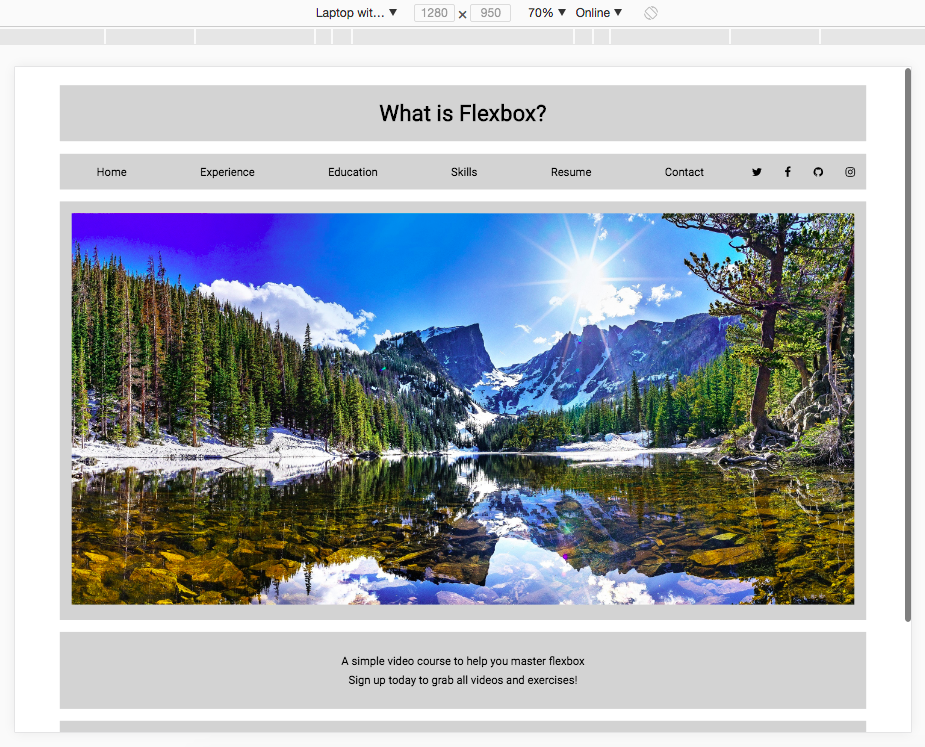 Laptop wit... ▼ 1280 × 950 70% ▼ Online ▼
What is Flexbox?
Home Experience Education Skills Resume Contact
A simple video course to help you master flexbox
Sign up today to grab all videos and exercises!